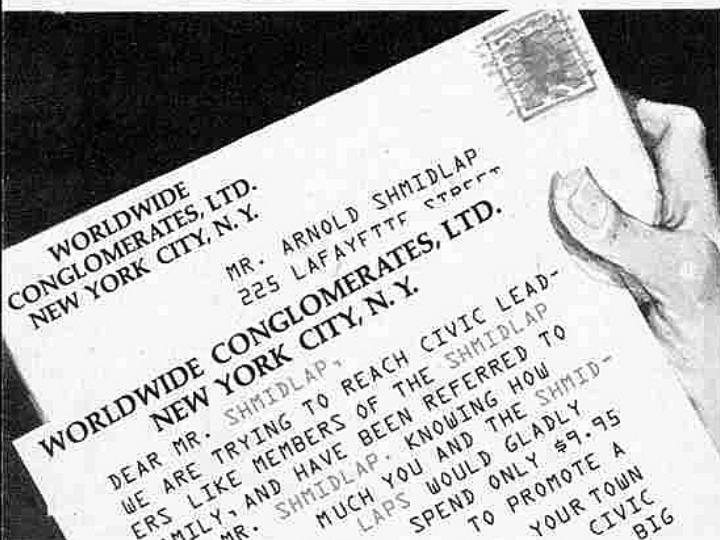 WORLDWIDE
CONGLOMERATES, LTD.
NEW YORK CITY, N.Y.
MR. ARNOLD SHMIDLAP
225 LAFAYETTE STREET
WORLDWIDE CONGLOMERATES, LTD.
NEW YORK CITY, N.Y.
DEAR MR. SHMIDLAP,
WE ARE TRYING TO REACH CIVIC LEAD-
ERS LIKE MEMBERS OF THE SHMIDLAP
AMILY, AND HAVE BEEN REFERRED TO
MR. SHMIDLAP. KNOWING HOW
MUCH YOU AND THE SHMID-
LAPS WOULD GLADLY
SPEND ONLY $9.95
TO PROMOTE A
YOUR TOWN
CIVIC
BIG